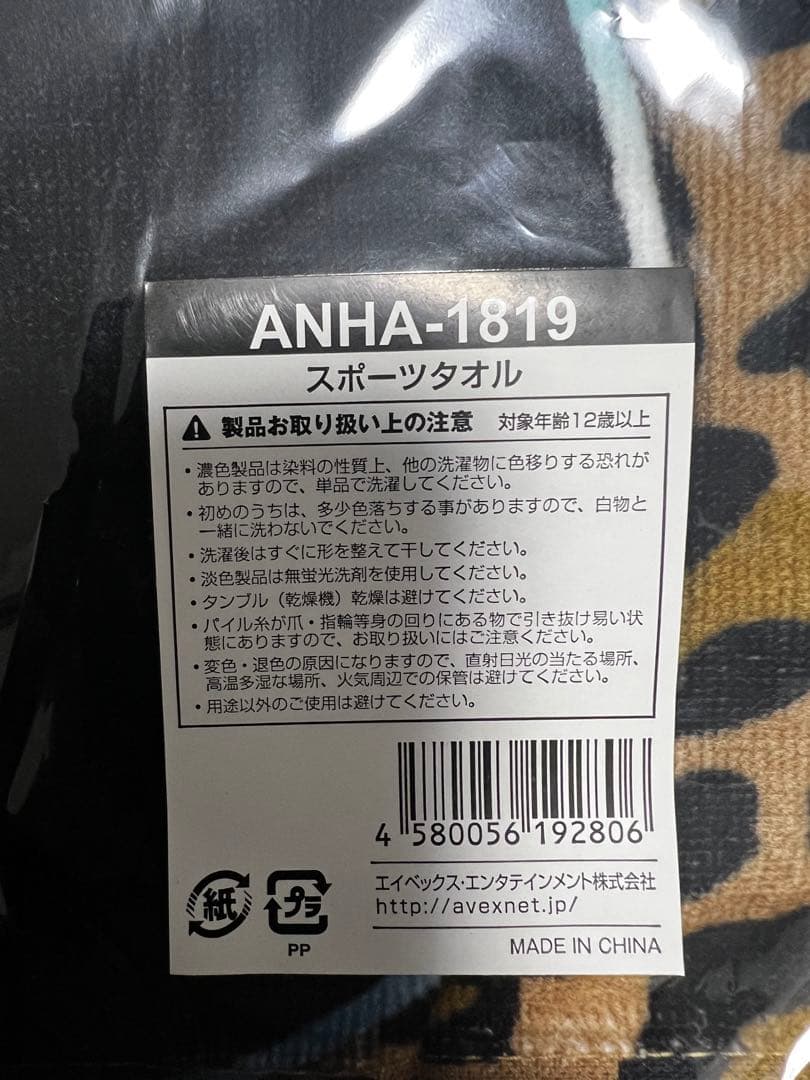 ANHA-1819
スポーツタオル
製品お取り扱い上の注意 対象年齢12歳以上
・濃色製品は染料の性質上、他の洗濯物に色移りする恐れが
ありますので、単品で洗濯してください。
・初めのうちは、多少色落ちする事がありますので、白物と
一緒に洗わないでください。
・洗濯後はすぐに形を整えて干してください。
・淡色製品は無蛍光洗剤を使用してください。
・タンブル（乾燥機）乾燥は避けてください。
・パイル糸が爪・指輪等身の回りにある物で引き抜け易い状
態にありますので、お取り扱いにはご注意ください。
・変色・退色の原因になりますので、直射日光の当たる場所、
高温多湿な場所、火気周辺での保管は避けてください。
・用途以外のご使用は避けてください。
4 580056 192806
紙 プラ
PP
エイベックス・エンタテインメント株式会社
http://avexnet.jp/
MADE IN CHINA